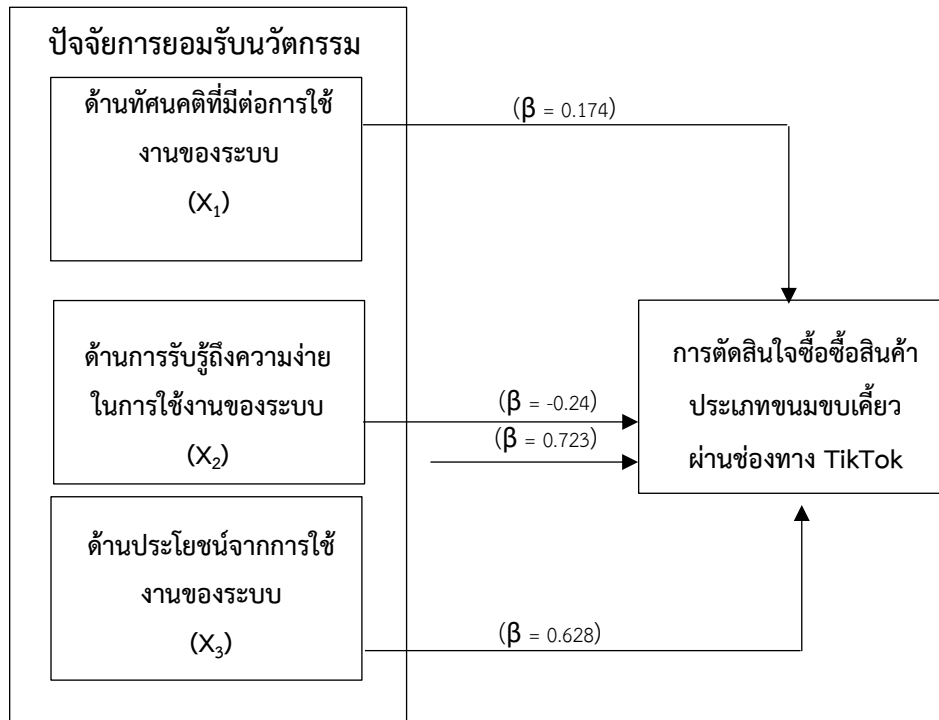 ปัจจัยการยอมรับนวัตกรรม
ด้านทัศนคติที่มีต่อการใช้
งานของระบบ
(X₁)
(β = 0.174)
ด้านการรับรู้ถึงความง่าย
ในการใช้งานของระบบ
(X₂)
(β = -0.24)
(β = 0.723)
การตัดสินใจซื้อซื้อสินค้า
ประเภทขนมขบเคี้ยว
ผ่านช่องทาง TikTok
ด้านประโยชน์จากการใช้
งานของระบบ
(X₃)
(β = 0.628)